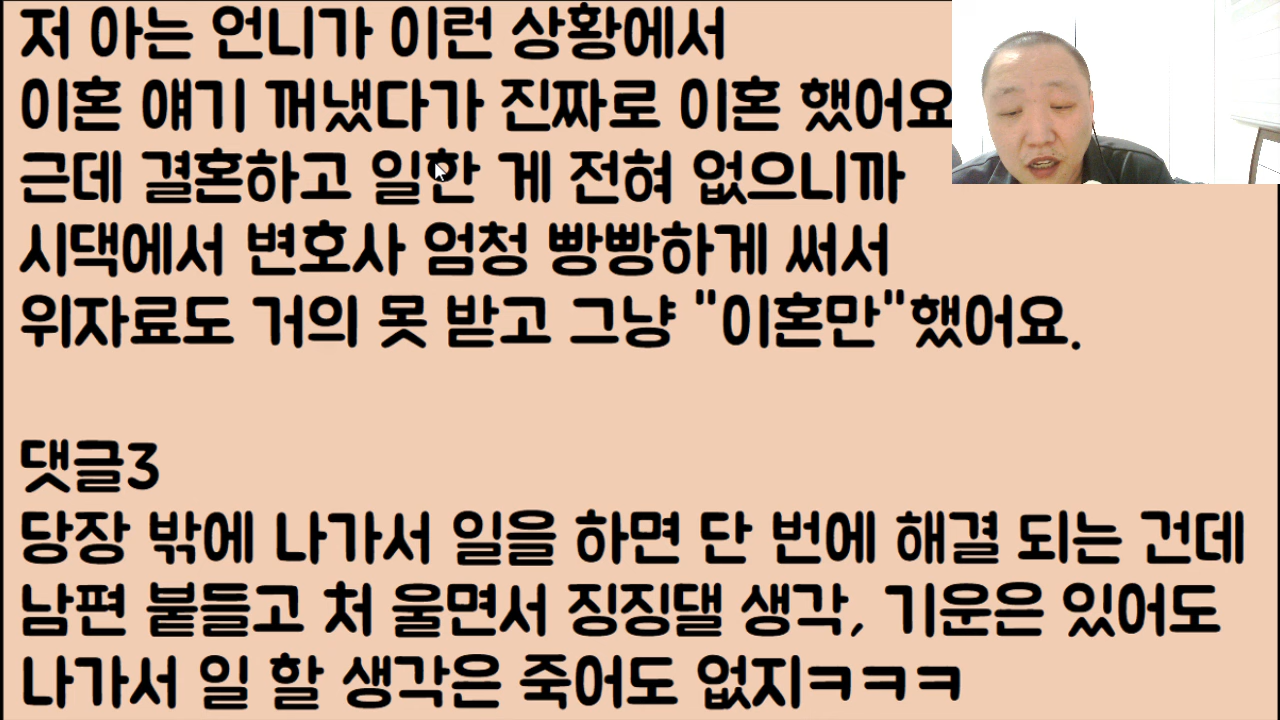 저 아는 언니가 이런 상황에서
이혼 얘기 꺼냈다가 진짜로 이혼 했어요
근데 결혼하고 일한 게 전혀 없으니까
시댁에서 변호사 엄청 빵빵하게 써서
위자료도 거의 못 받고 그냥 "이혼만"했어요.
댓글3
당장 밖에 나가서 일을 하면 단 번에 해결 되는 건데
남편 붙들고 쳐 울면서 징징댈 생각, 기운은 있어도
나가서 일 할 생각은 죽어도 없지ㅋㅋㅋ